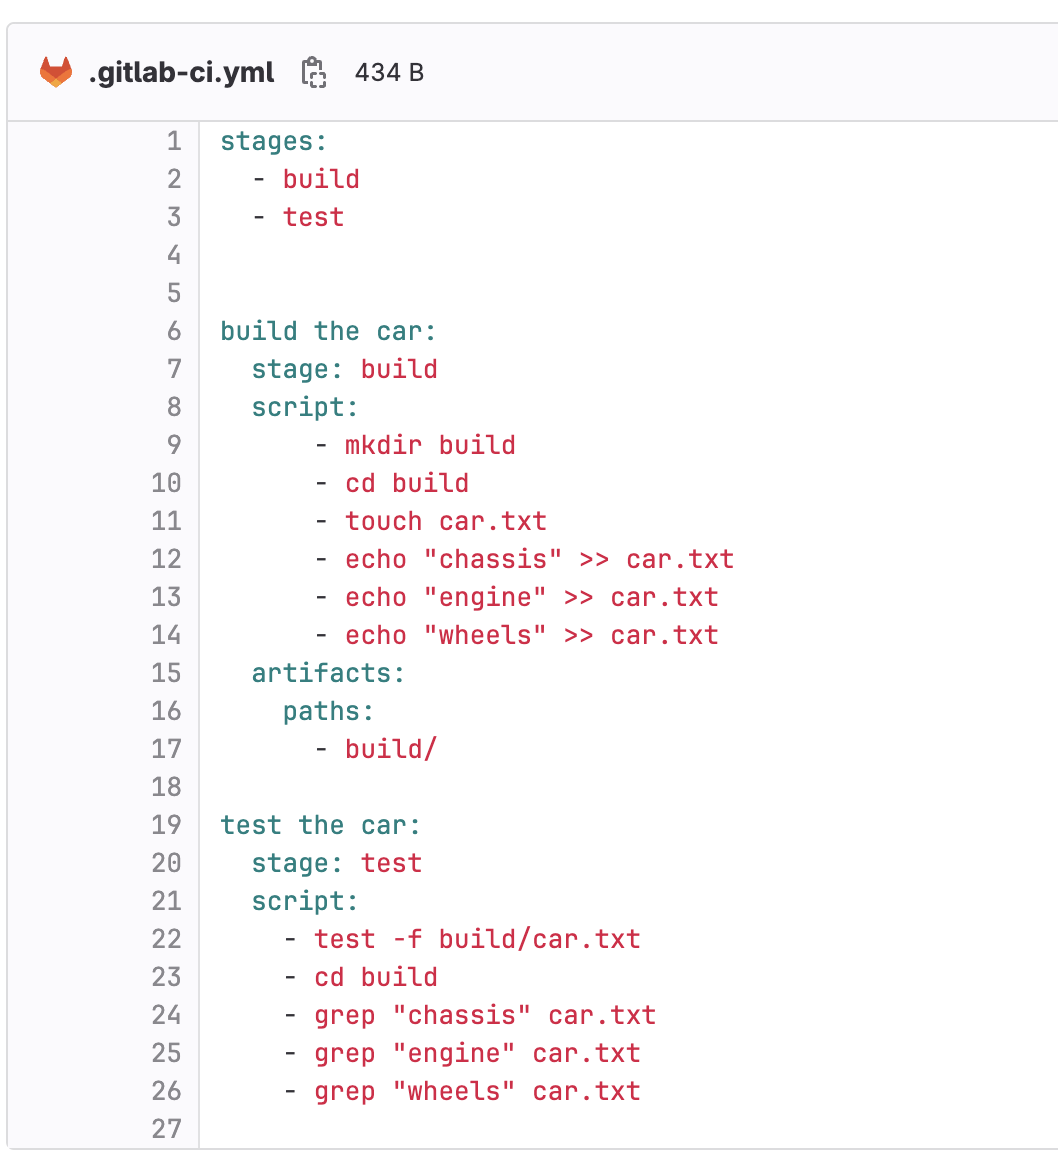 .gitlab-ci.yml 434 B
1 stages:
2   - build
3   - test
4
5
6 build the car:
7   stage: build
8   script:
9       - mkdir build
10       - cd build
11       - touch car.txt
12       - echo "chassis" >> car.txt
13       - echo "engine" >> car.txt
14       - echo "wheels" >> car.txt
15   artifacts:
16     paths:
17       - build/
18
19 test the car:
20   stage: test
21   script:
22     - test -f build/car.txt
23     - cd build
24     - grep "chassis" car.txt
25     - grep "engine" car.txt
26     - grep "wheels" car.txt
27